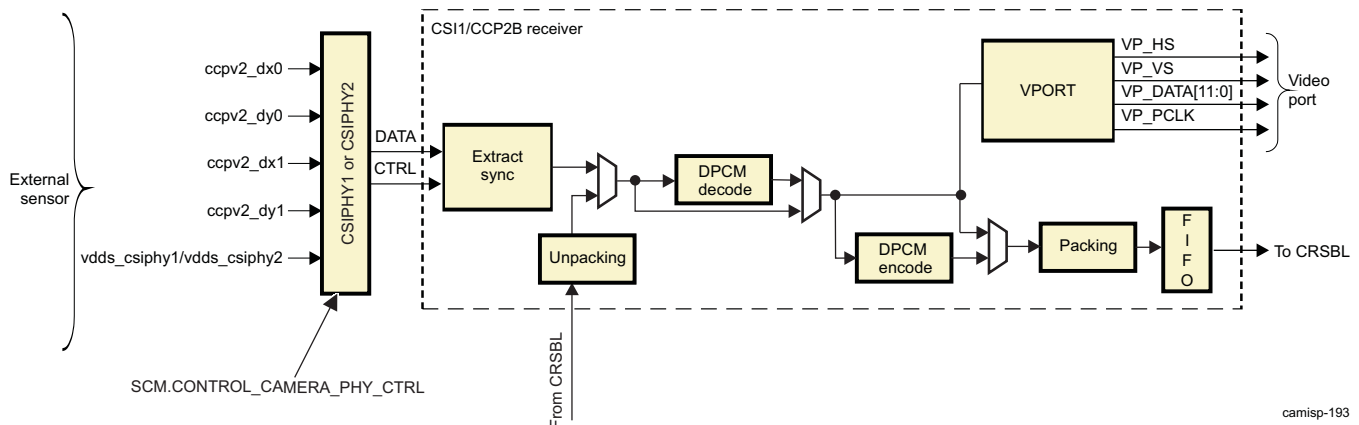 CSI1/CCP2B receiver
External
sensor
ccpv2_dx0
ccpv2_dy0
ccpv2_dx1
ccpv2_dy1
vdds_csiphy1/vdds_csiphy2
CSIPHY1 or CSIPHY2
DATA
CTRL
Extract
sync
Unpacking
From CRSBL
DPCM
decode
DPCM
encode
VPORT
VP_HS
VP_VS
VP_DATA[11:0]
VP_PCLK
Video
port
Packing
F
I
F
O
To CRSBL
SCM.CONTROL_CAMERA_PHY_CTRL
camisp-193